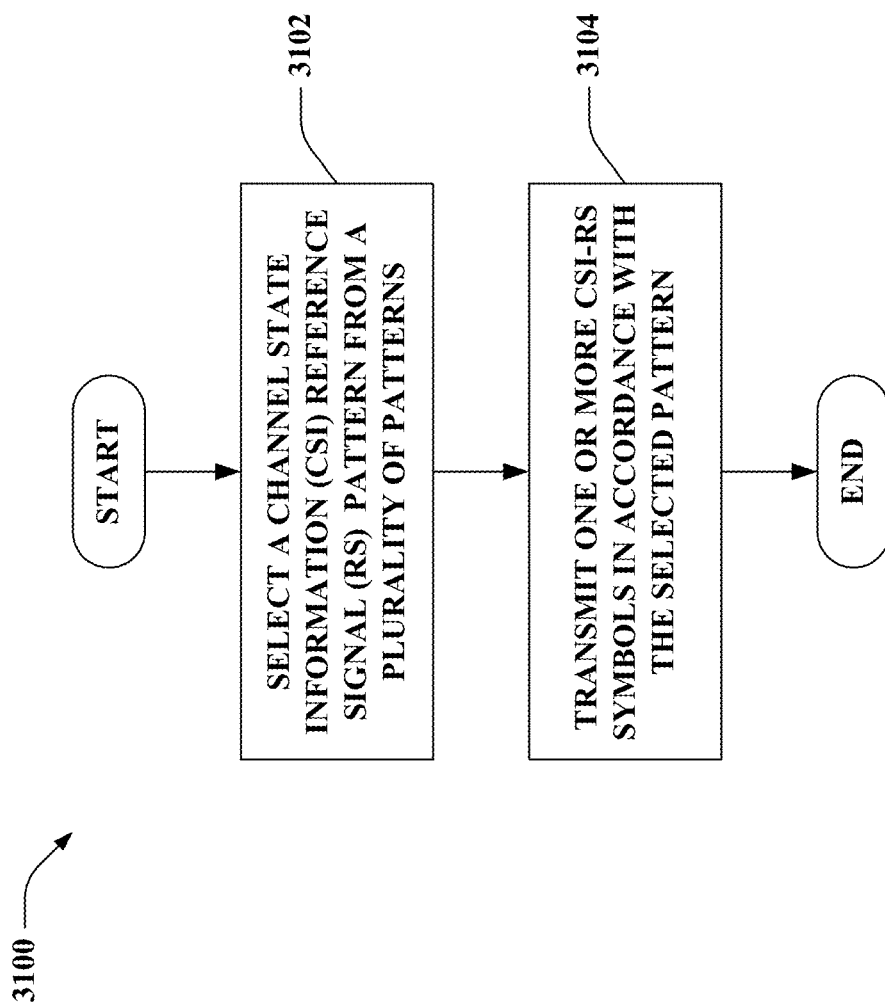 3100
START
SELECT A CHANNEL STATE
INFORMATION (CSI) REFERENCE
SIGNAL (RS) PATTERN FROM A
PLURALITY OF PATTERNS
3102
TRANSMIT ONE OR MORE CSI-RS
SYMBOLS IN ACCORDANCE WITH
THE SELECTED PATTERN
3104
END